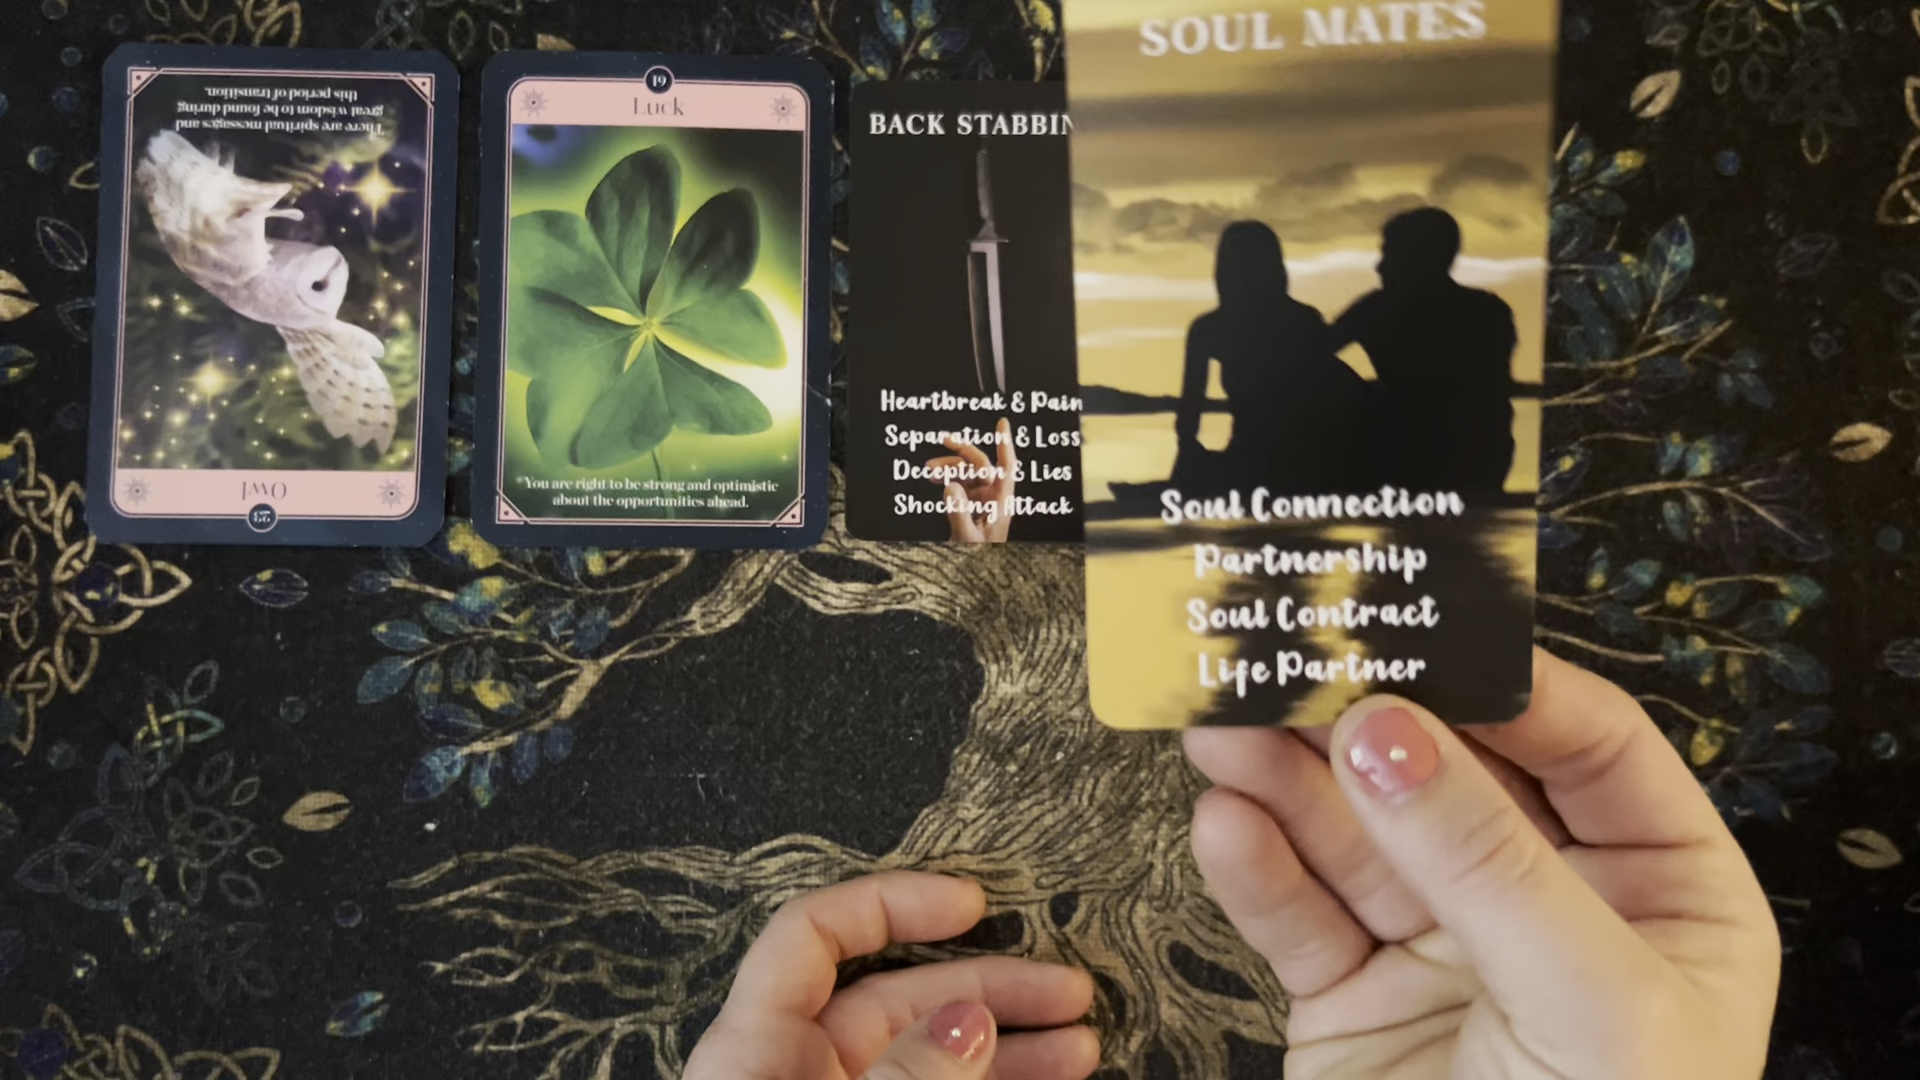 There are spiritual messages and
great wisdom to be found during
this period of transition.
Owl
23
19
Luck
"You are right to be strong and optimistic
about the opportunities ahead.
BACK STABBIN
Heartbreak & Pain
Separation & Loss
Deception & Lies
Shocking Attack
SOUL MATES
Soul Connection
Partnership
Soul Contract
Life Partner